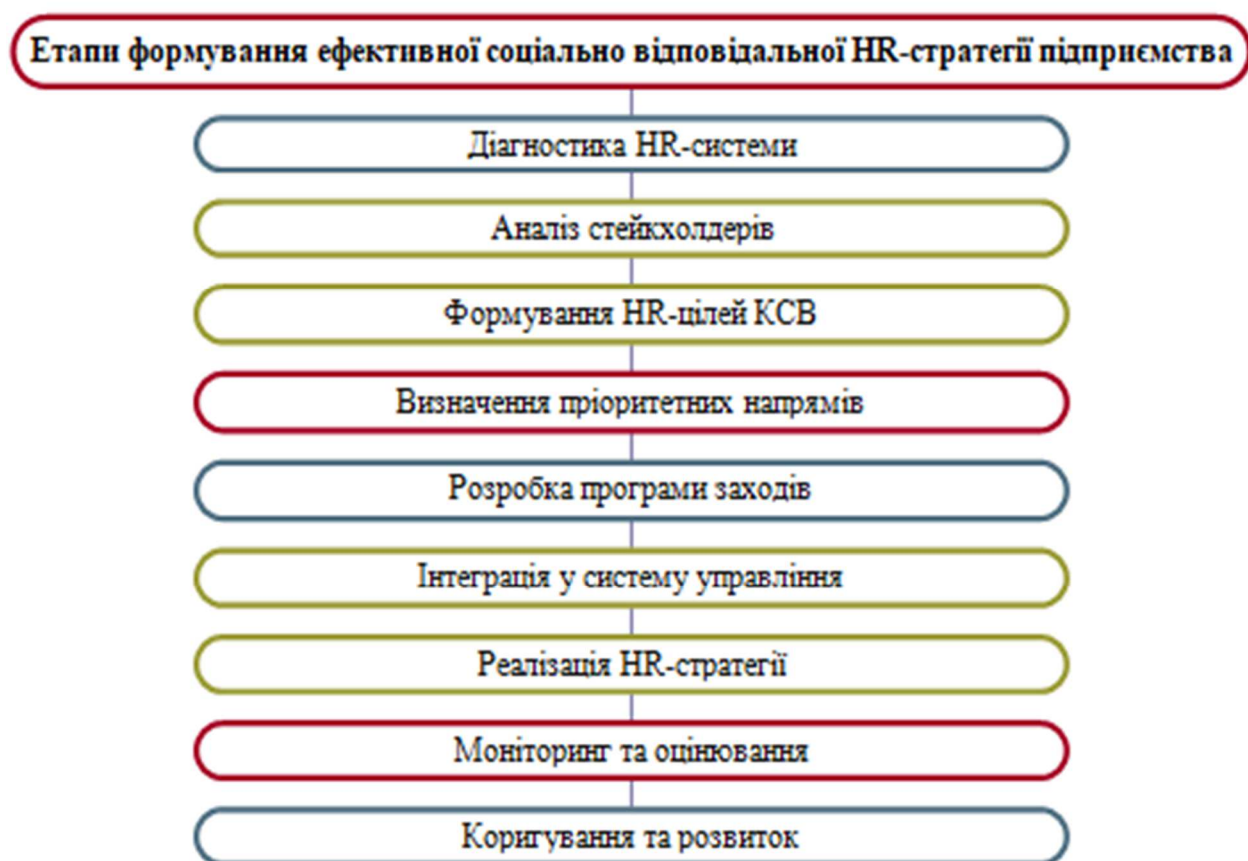 Етапи формування ефективної соціально відповідальної HR-стратегії підприємства
Діагностика HR-системи
Аналіз стейкхолдерів
Формування HR-цілей КСВ
Визначення пріоритетних напрямів
Розробка програми заходів
Інтеграція у систему управління
Реалізація HR-стратегії
Моніторинг та оцінювання
Коригування та розвиток